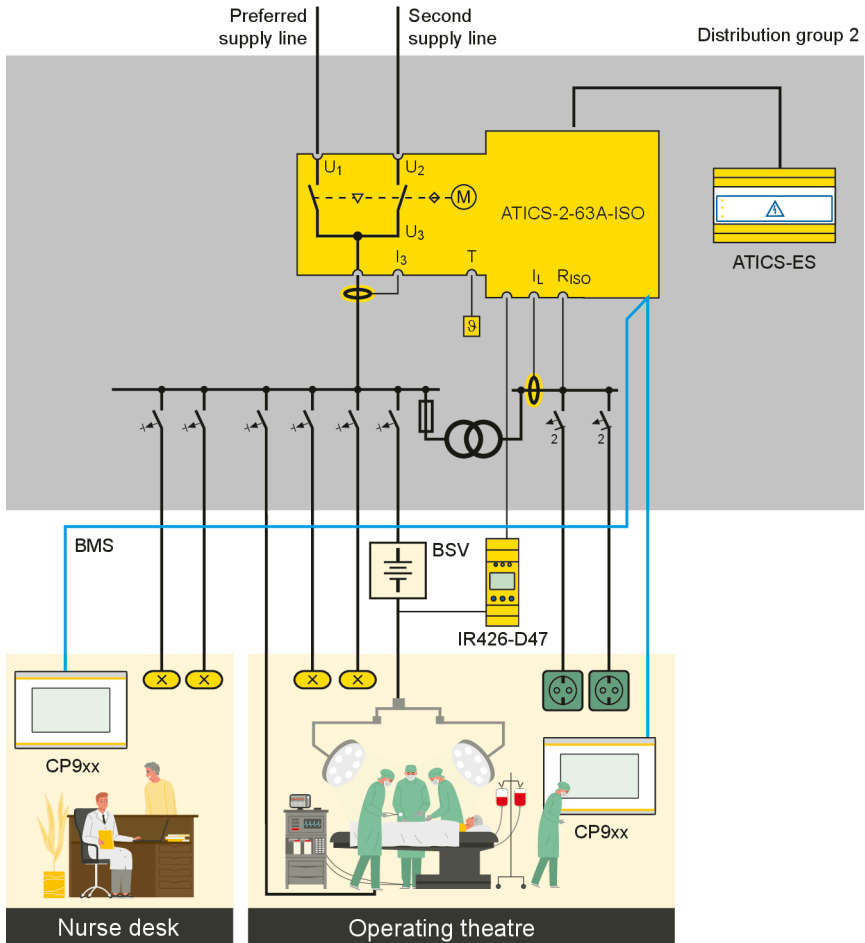 Preferred
supply line
Second
supply line
Distribution group 2
U1
U2
M
ATICS-2-63A-ISO
U3
I3
T
IL
RISO
ATICS-ES
ϑ
2
2
BMS
BSV
IR426-D47
CP9xx
CP9xx
Nurse desk
Operating theatre